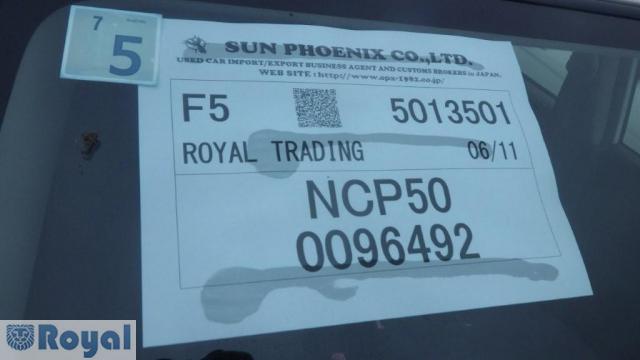 7
5
SUN PHOENIX CO.,LTD.
USED CAR IMPORT/EXPORT BUSINESS AGENT AND CUSTOMS BROKERS in JAPAN.
WEB SITE : http://www.spx-1992.co.jp/
F5 5013501
ROYAL TRADING 06/11
NCP50
0096492
Royal